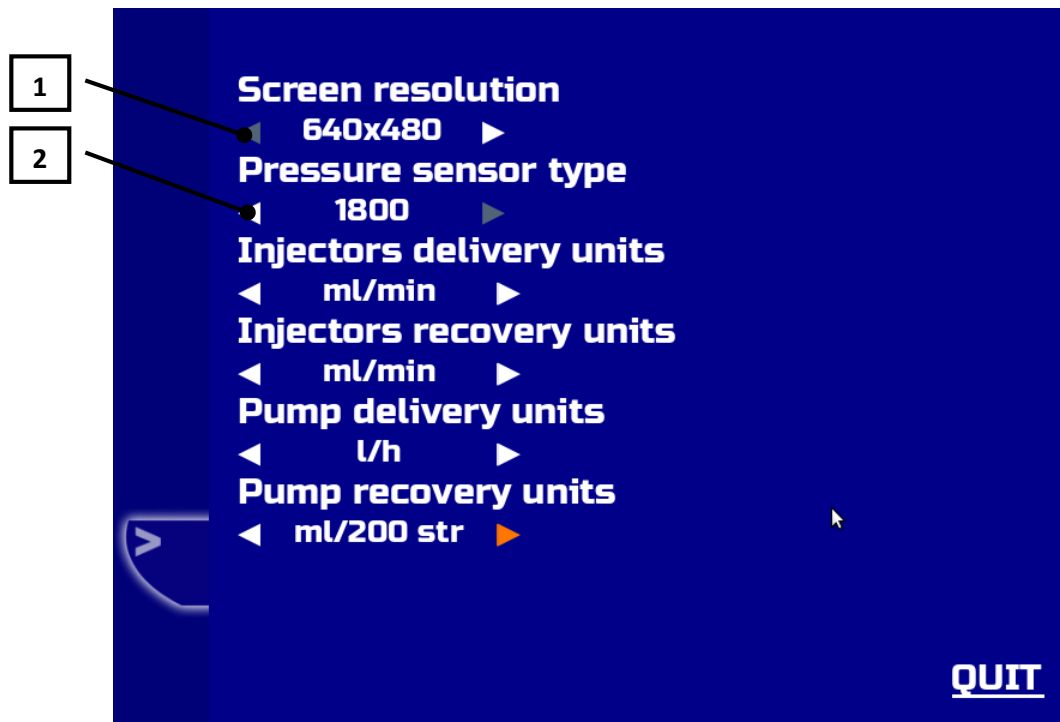 1
Screen resolution
640x480
2
Pressure sensor type
1800
Injectors delivery units
ml/min
Injectors recovery units
ml/min
Pump delivery units
l/h
Pump recovery units
ml/200 str
>
QUIT